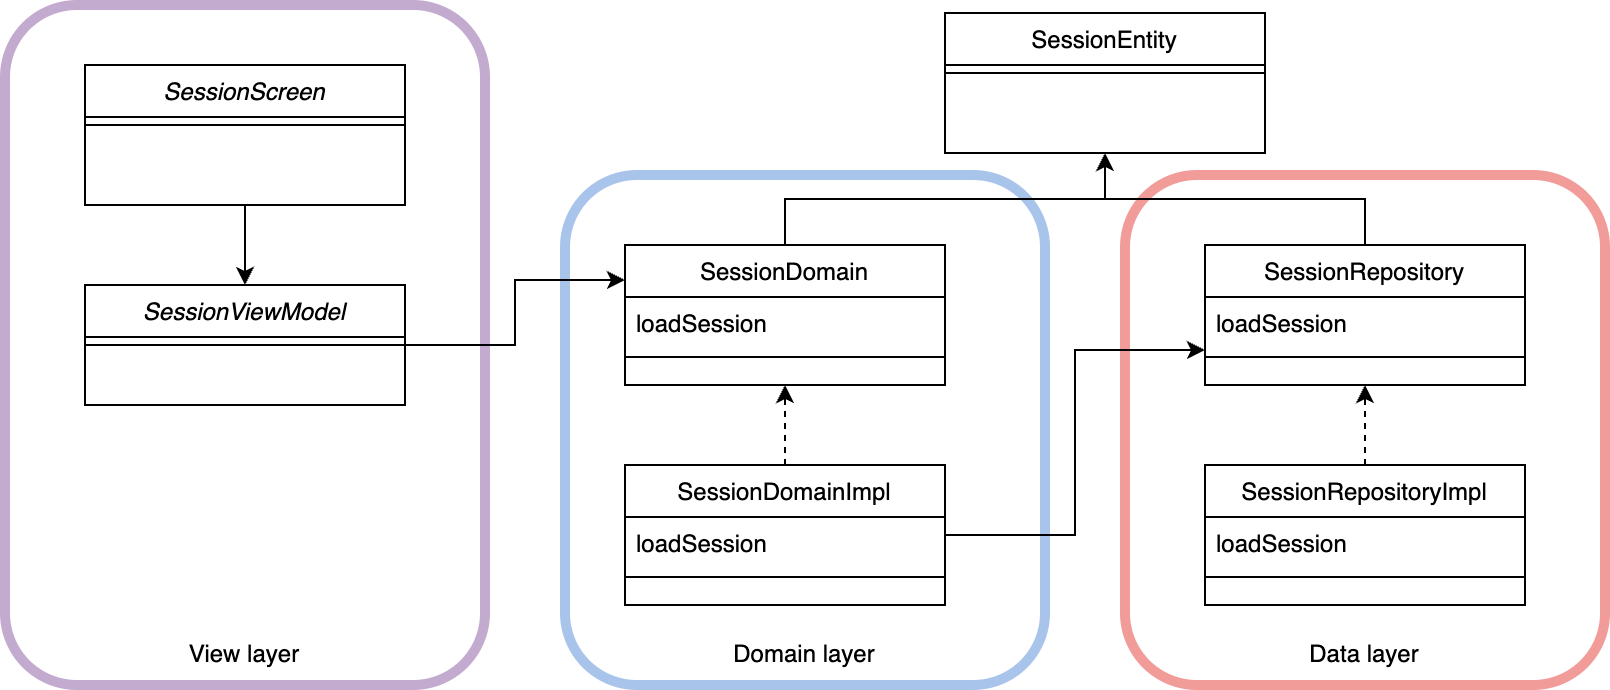 SessionEntity
SessionScreen
SessionViewModel
SessionDomain
loadSession
SessionRepository
loadSession
SessionDomainImpl
loadSession
SessionRepositoryImpl
loadSession
View layer
Domain layer
Data layer